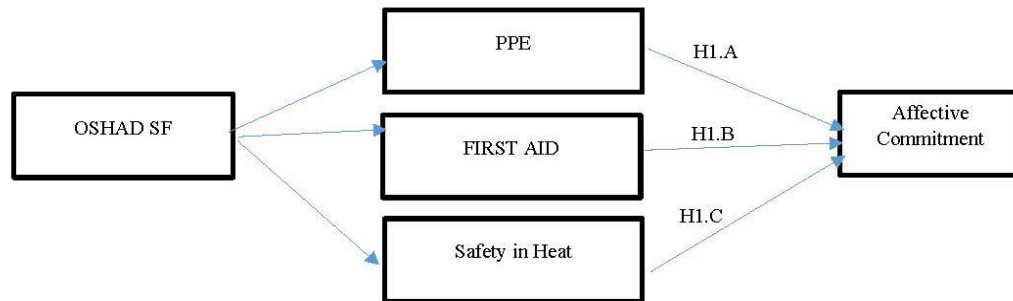 PPE
H1.A
OSHAD SF
FIRST AID
H1.B
Affective
Commitment
H1.C
Safety in Heat